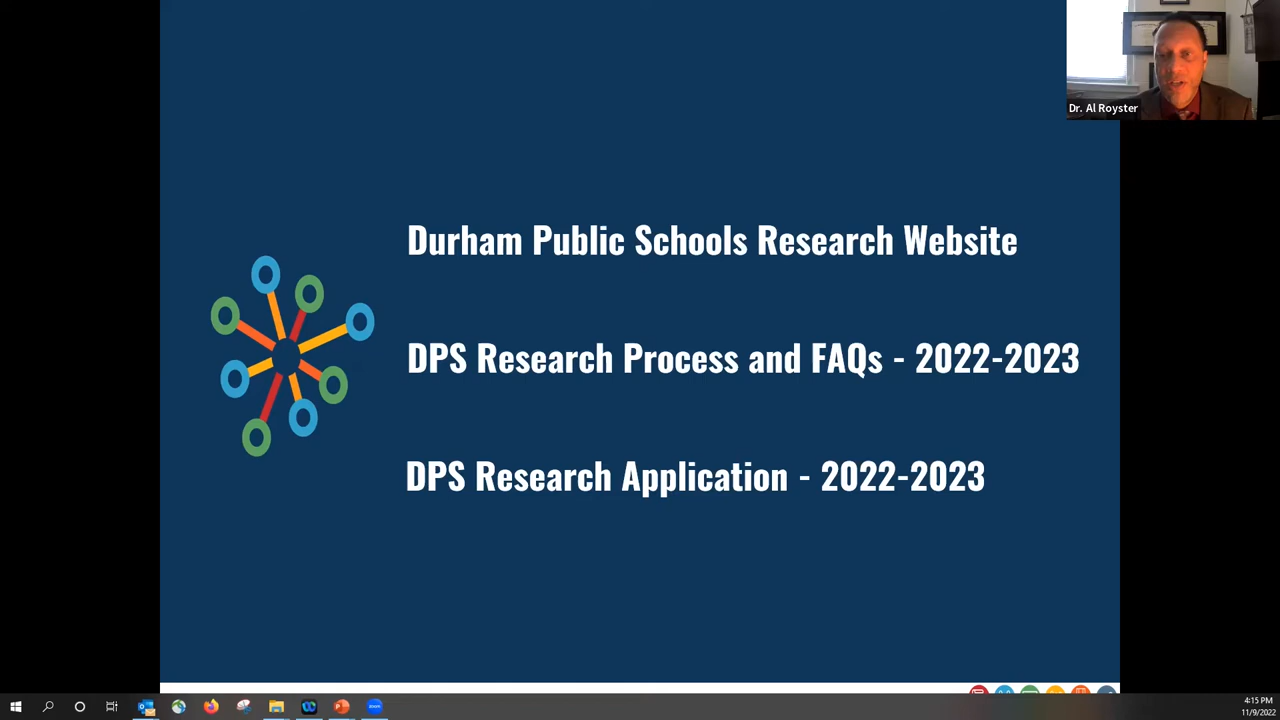 Dr. Al Royster
Durham Public Schools Research Website
DPS Research Process and FAQs - 2022-2023
DPS Research Application - 2022-2023
4:15 PM
11/9/2022